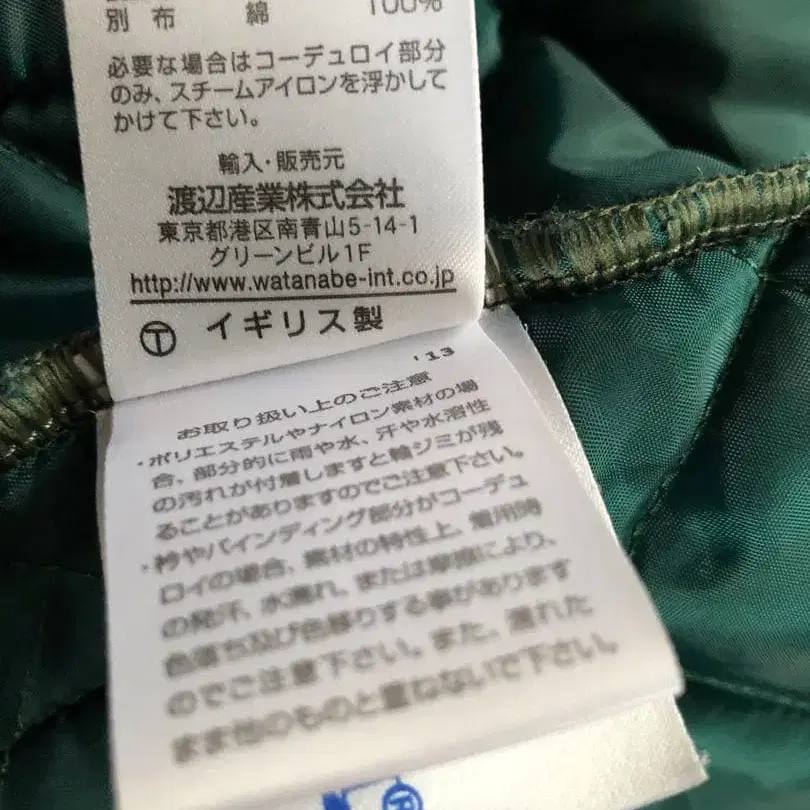 別布 綿 100%
必要な場合はコーデュロイ部分
のみ、スチームアイロンを浮かして
かけて下さい。
輸入・販売元
渡辺産業株式会社
東京都港区南青山5-14-1
グリーンビル1F
http://www.watanabe-int.co.jp
Ⓣ イギリス製
'13
お取り扱い上のご注意
・ポリエステルやナイロン素材の場
合、部分的に雨や水、汗や水溶性
の汚れが付着しますと輪ジミが残
ることがありますのでご注意下さい。
・衿やバインディング部分がコーデュ
ロイの場合、素材の特性上、着用時
の発汗、水濡れ、または摩擦により、
色落ち及び色移りする事があります
のでご注意下さい。また、濡れた
まま他のものと重ねないで下さい。
®